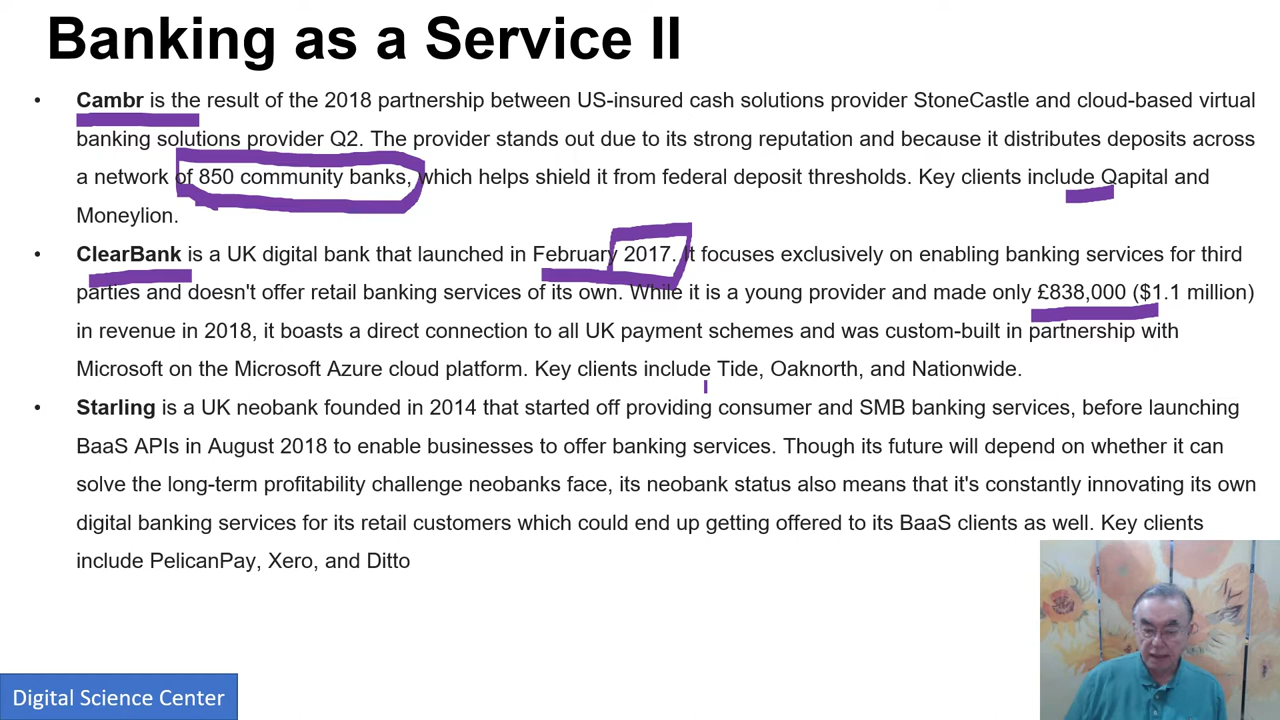 Banking as a Service II
• Cambr is the result of the 2018 partnership between US-insured cash solutions provider StoneCastle and cloud-based virtual
banking solutions provider Q2. The provider stands out due to its strong reputation and because it distributes deposits across
a network of 850 community banks, which helps shield it from federal deposit thresholds. Key clients include Qapital and
Moneylion.
• ClearBank is a UK digital bank that launched in February 2017. It focuses exclusively on enabling banking services for third
parties and doesn't offer retail banking services of its own. While it is a young provider and made only £838,000 ($1.1 million)
in revenue in 2018, it boasts a direct connection to all UK payment schemes and was custom-built in partnership with
Microsoft on the Microsoft Azure cloud platform. Key clients include Tide, Oaknorth, and Nationwide.
• Starling is a UK neobank founded in 2014 that started off providing consumer and SMB banking services, before launching
BaaS APIs in August 2018 to enable businesses to offer banking services. Though its future will depend on whether it can
solve the long-term profitability challenge neobanks face, its neobank status also means that it's constantly innovating its own
digital banking services for its retail customers which could end up getting offered to its BaaS clients as well. Key clients
include PelicanPay, Xero, and Ditto
Digital Science Center